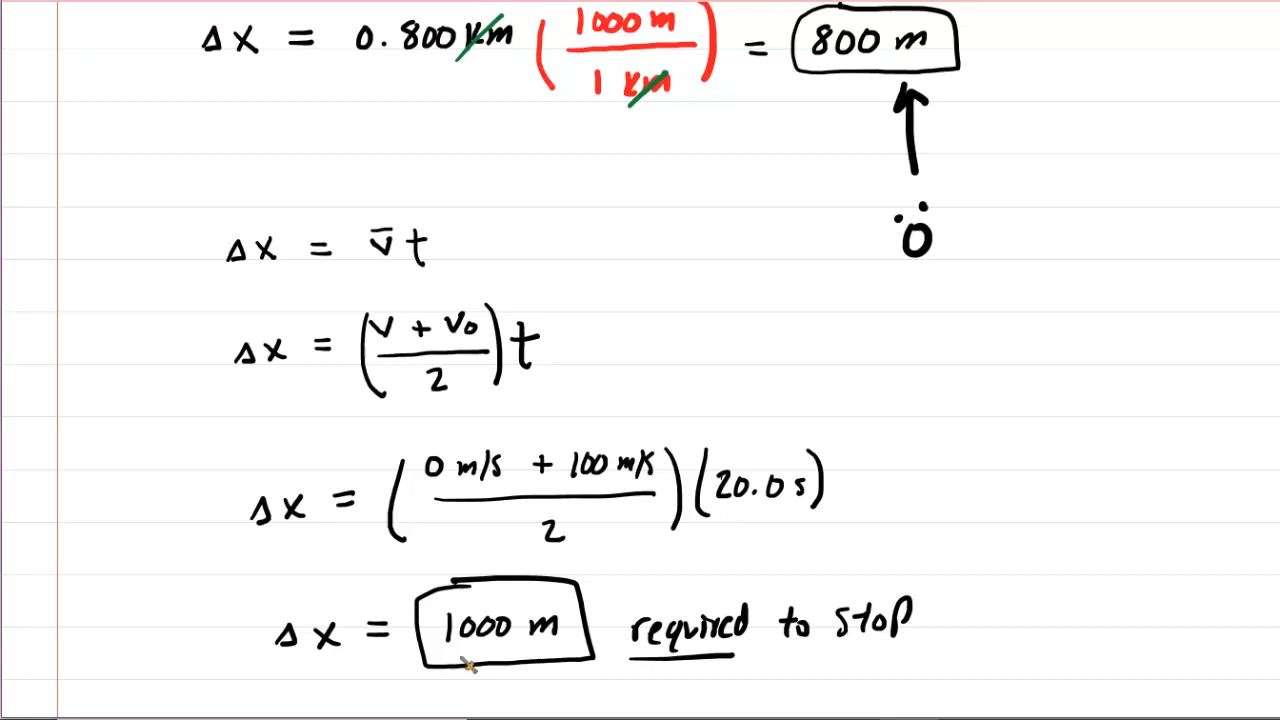 Δx = 0.800 km (1000 m / 1 km) = 800 m
ö
Δx = v̄ t
Δx = (v + v₀ / 2) t
Δx = (0 m/s + 100 m/s / 2) (20.0 s)
Δx = 1000 m required to stop